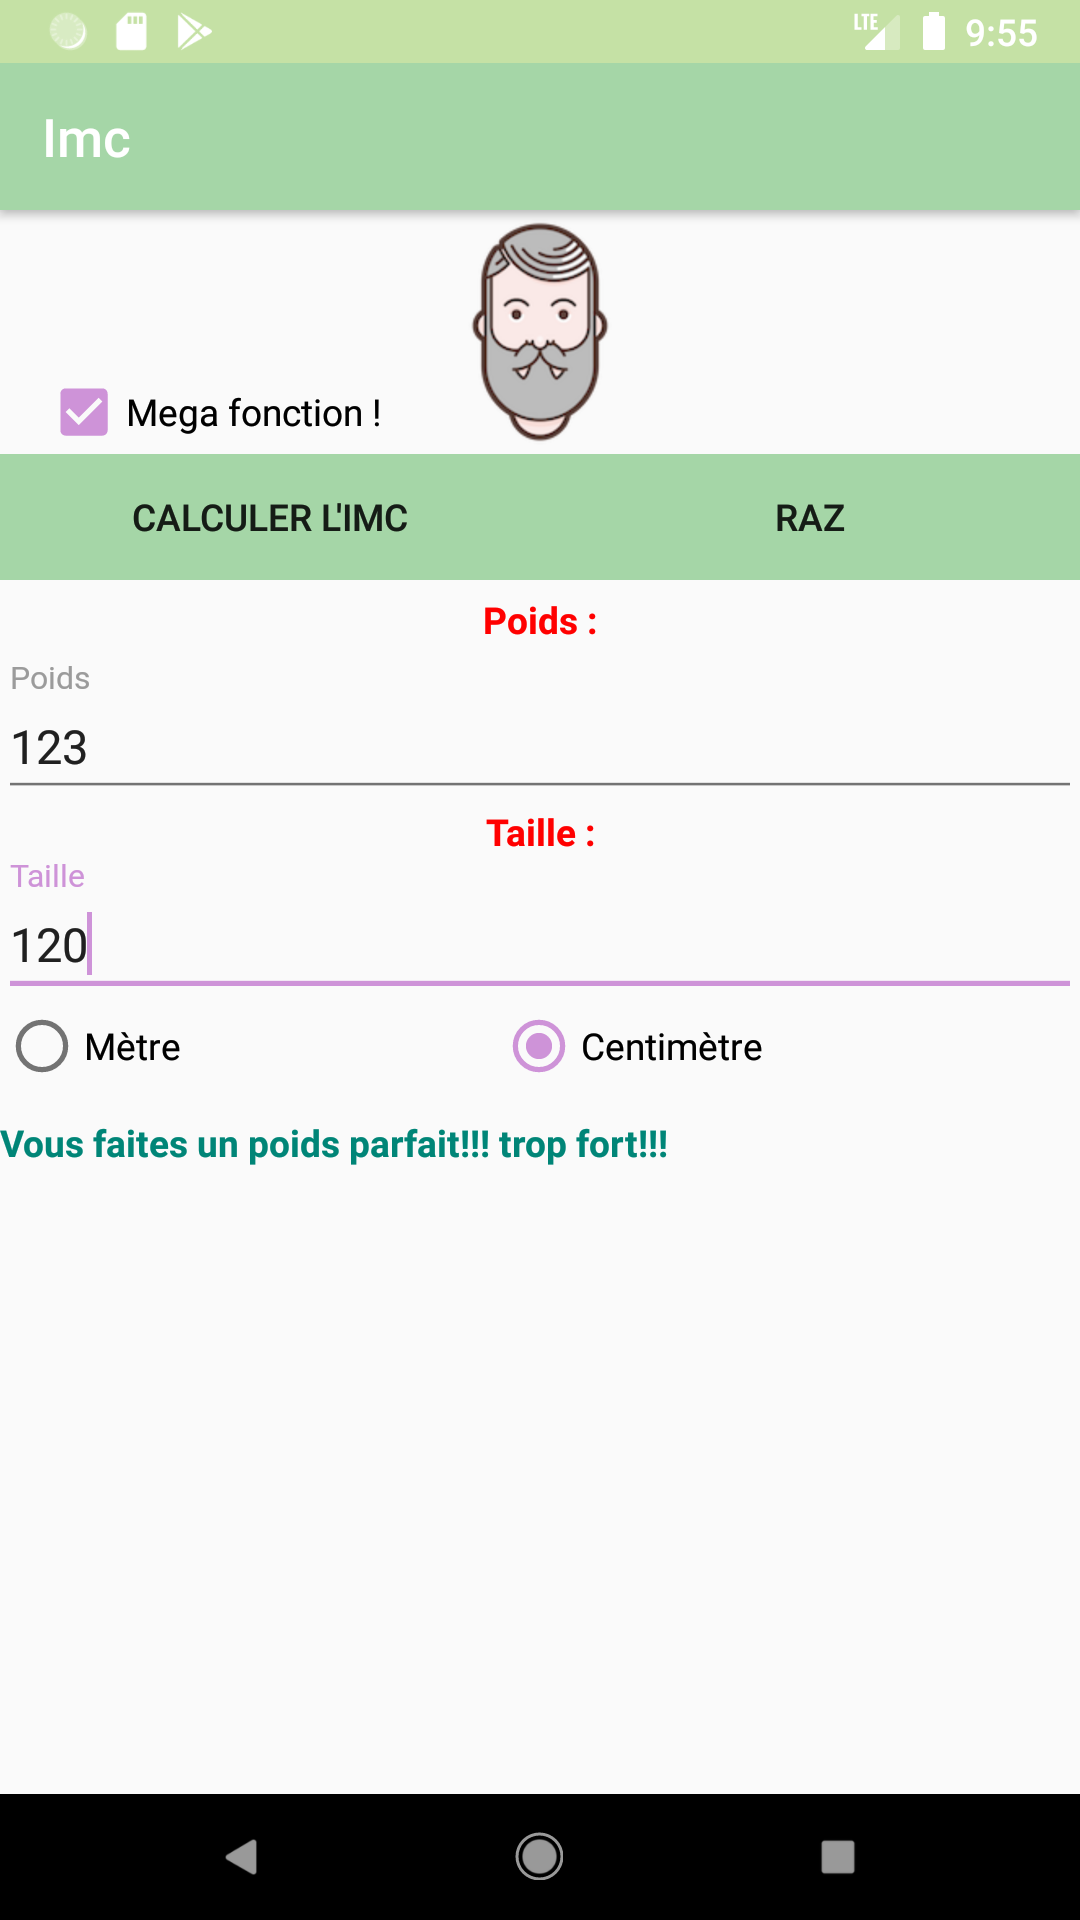 LTE 9:55
Imc
Mega fonction !
CALCULER L'IMC RAZ
Poids :
Poids
123
Taille :
Taille
120
Mètre Centimètre
Vous faites un poids parfait!!! trop fort!!!